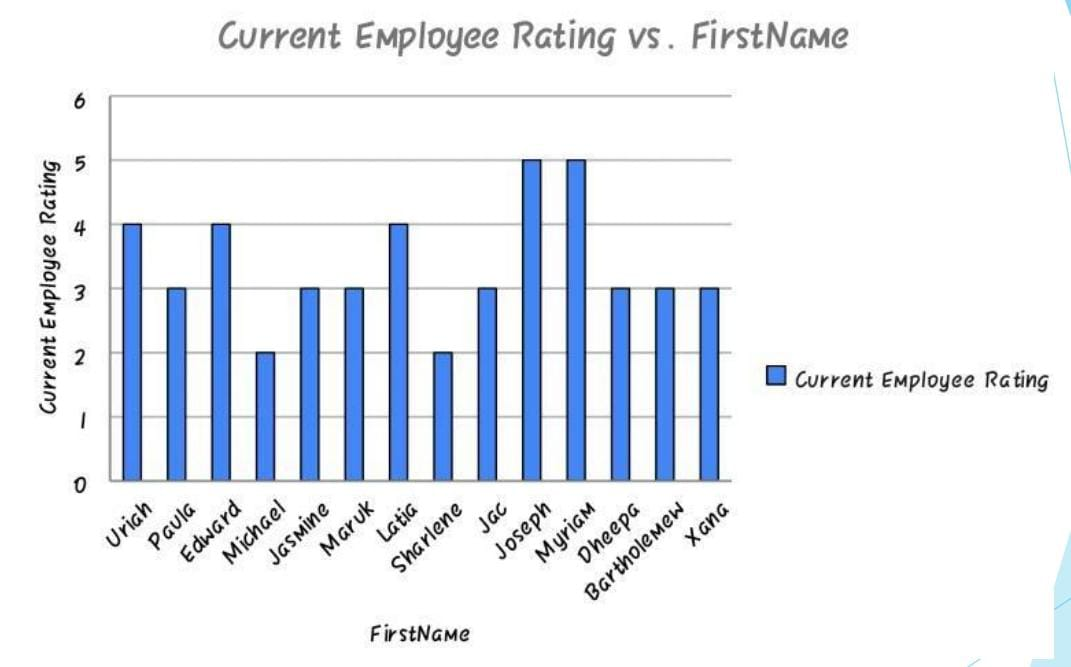 Current Employee Rating vs. FirstName
6
5
4
3
2
1
0
Current Employee Rating
Uriah
Paula
Edward
Michael
Jasmine
Maruk
Latia
Sharlene
Jac
Joseph
Myriam
Dheepa
Bartholemew
Xana
FirstName
Current Employee Rating